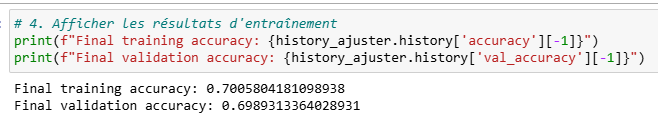 # 4. Afficher les résultats d'entraînement
print(f"Final training accuracy: {history_ajuster.history['accuracy'][-1]}")
print(f"Final validation accuracy: {history_ajuster.history['val_accuracy'][-1]}")
Final training accuracy: 0.7005804181098938
Final validation accuracy: 0.6989313364028931